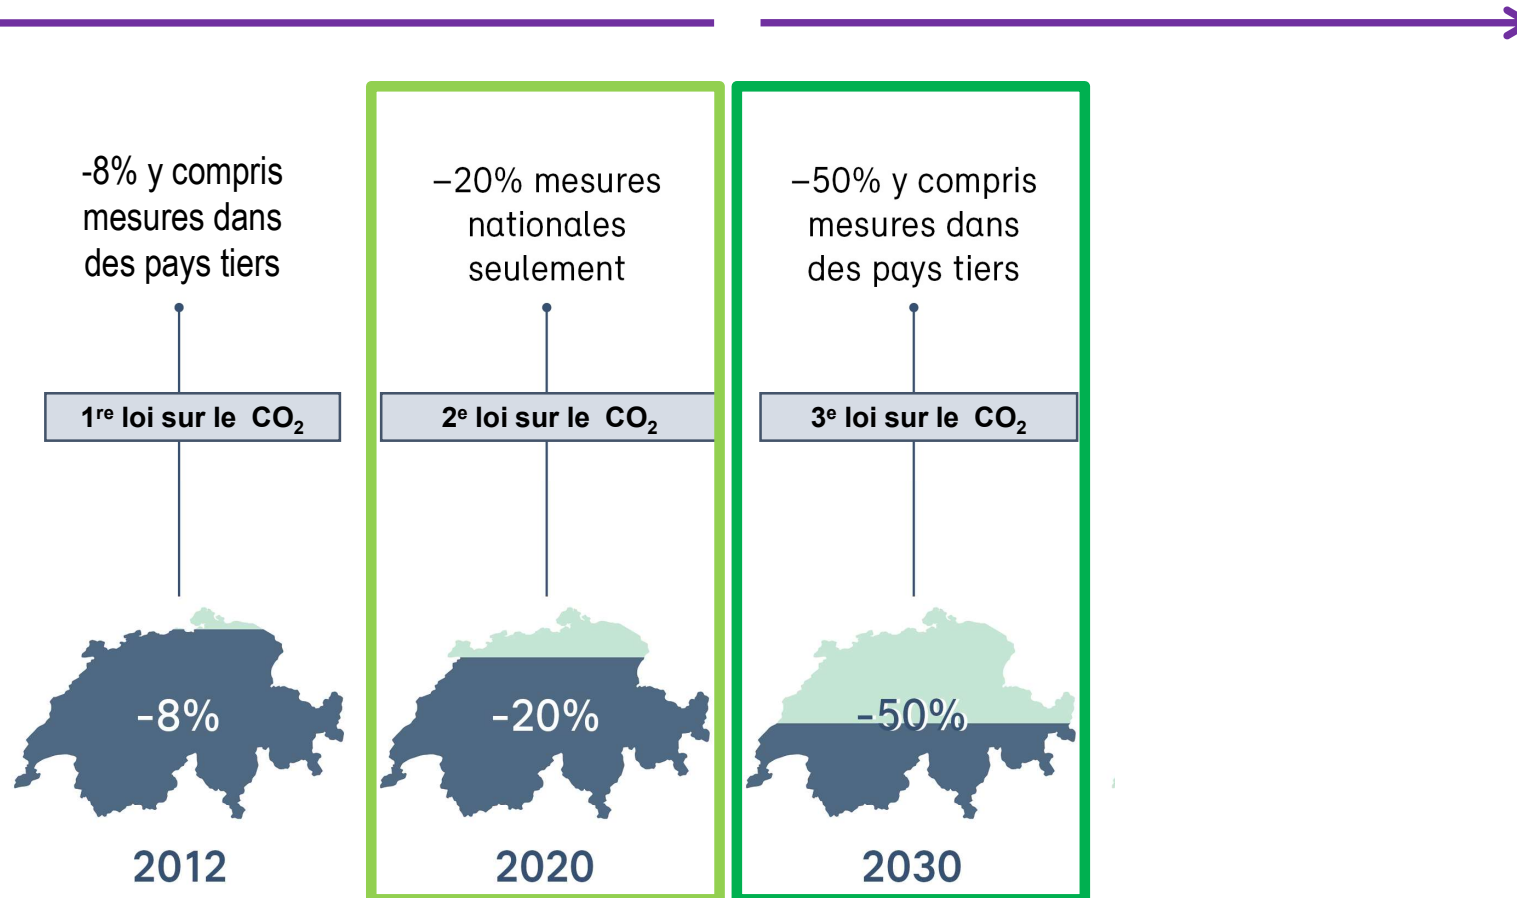 -8% y compris
mesures dans
des pays tiers
1re loi sur le CO2
-8%
2012
–20% mesures
nationales
seulement
2e loi sur le CO2
-20%
2020
–50% y compris
mesures dans
des pays tiers
3e loi sur le CO2
-50%
2030